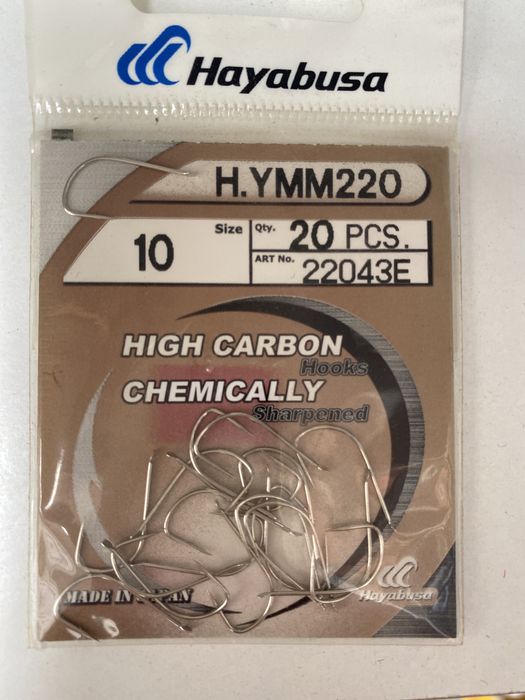 Hayabusa
H.YMM220
10 Size Qty. 20 PCS.
ART No. 22043E
HIGH CARBON
Hooks
CHEMICALLY
Sharpened
MADE IN JAPAN
Hayabusa